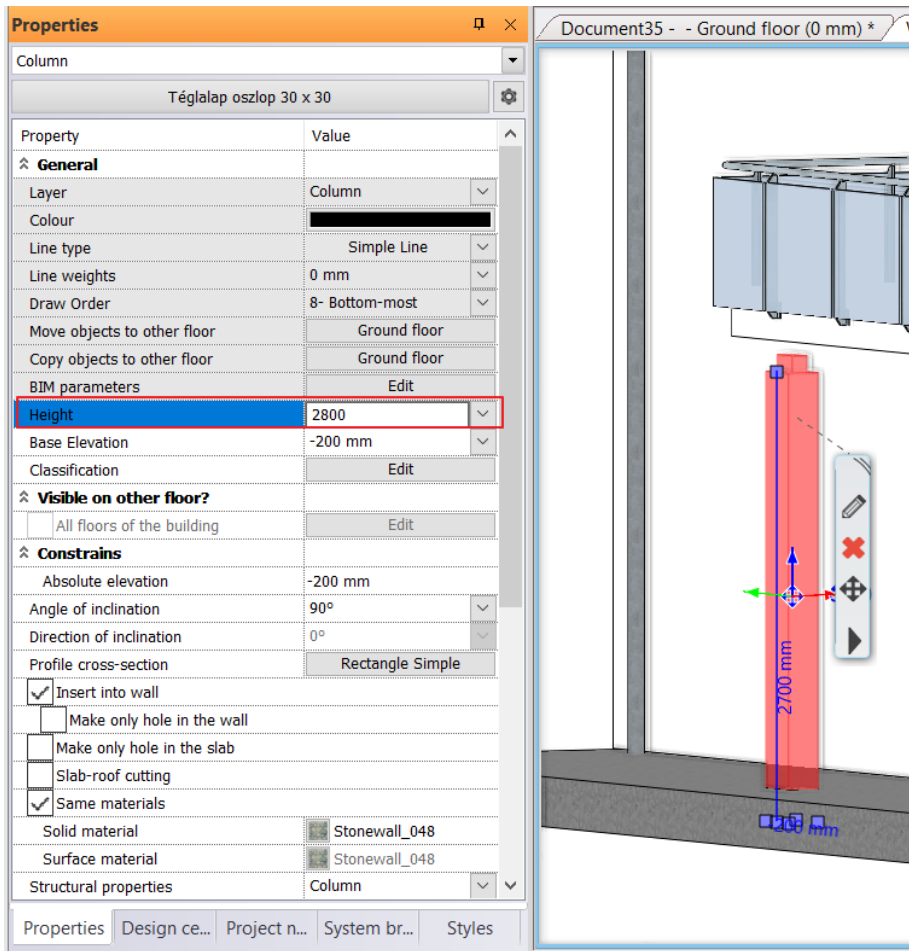 Properties
Document35 - - Ground floor (0 mm) *
Column
Téglalap oszlop 30 x 30
Property Value
General
Layer Column
Colour
Line type Simple Line
Line weights 0 mm
Draw Order 8- Bottom-most
Move objects to other floor Ground floor
Copy objects to other floor Ground floor
BIM parameters Edit
Height 2800
Base Elevation -200 mm
Classification Edit
Visible on other floor?
All floors of the building Edit
Constrains
Absolute elevation -200 mm
Angle of inclination 90º
Direction of inclination 0º
Profile cross-section Rectangle Simple
Insert into wall
Make only hole in the wall
Make only hole in the slab
Slab-roof cutting
Same materials
Solid material Stonewall_048
Surface material Stonewall_048
Structural properties Column
Properties Design ce... Project n... System br... Styles
2700 mm
200 mm